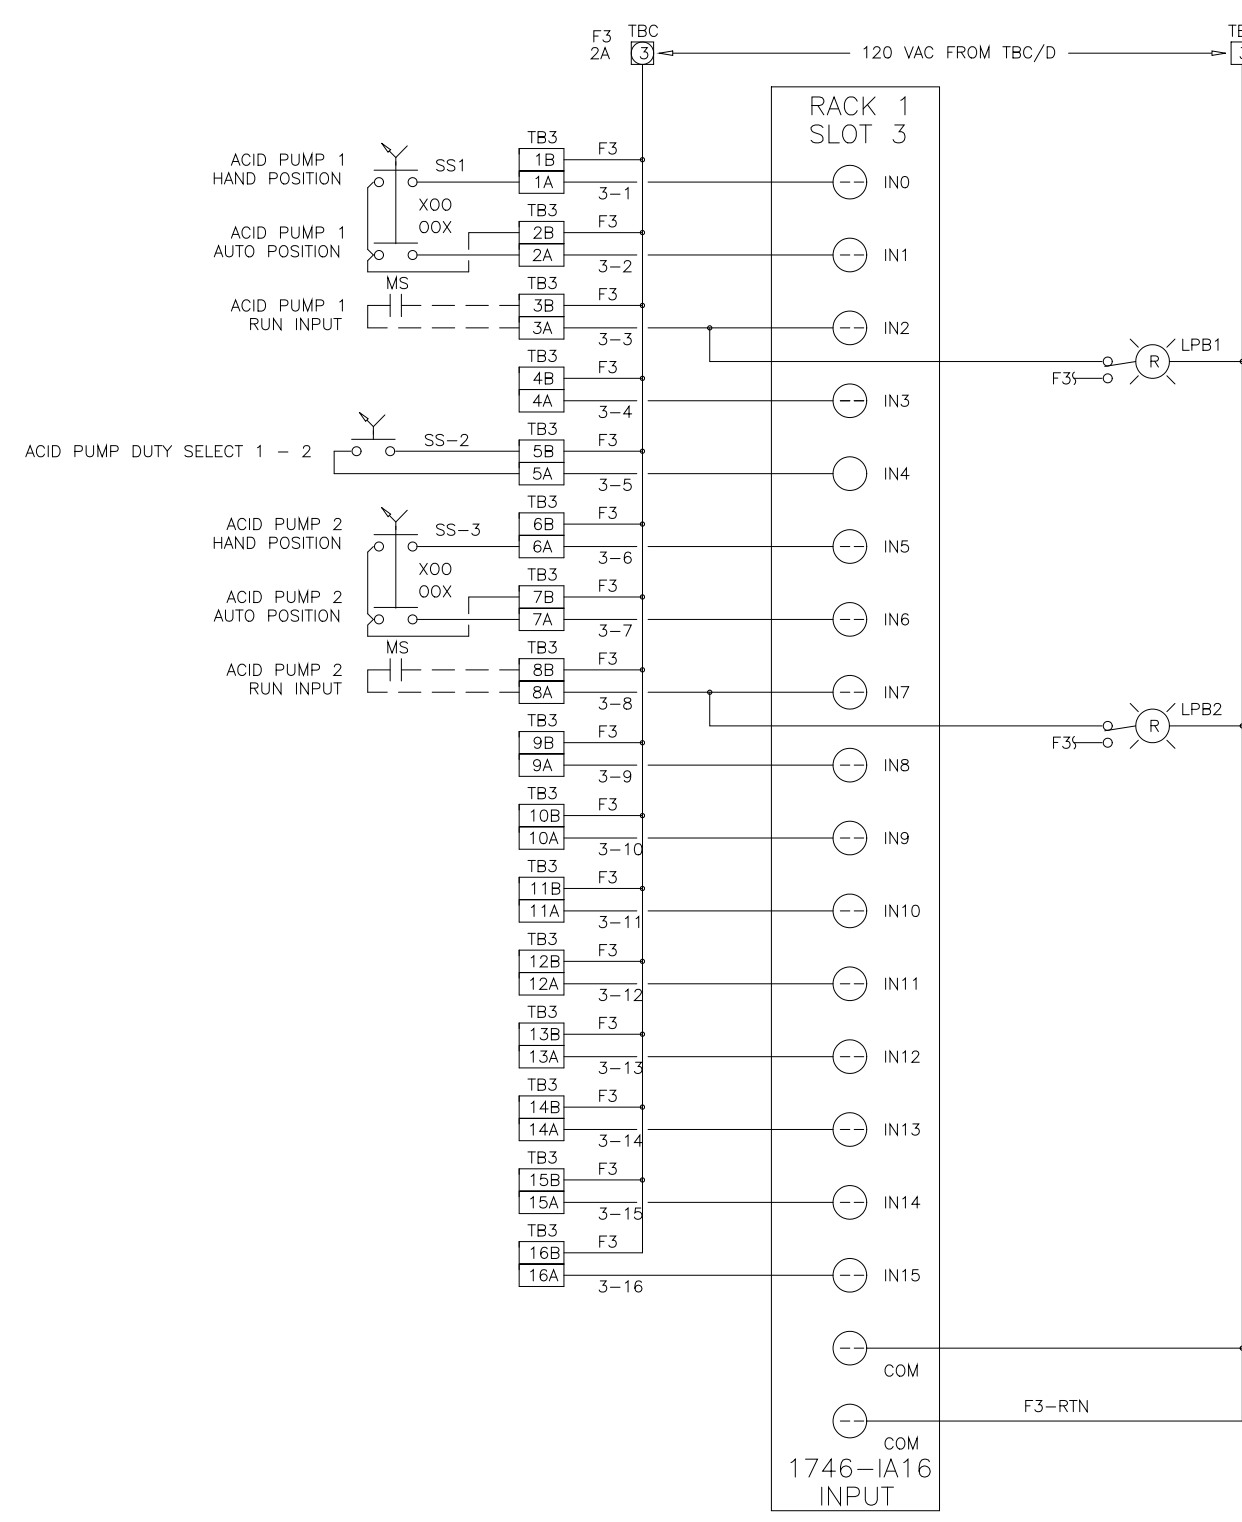 F3 TBC
2A 3 120 VAC FROM TBC/D
RACK 1
SLOT 3
TB3
ACID PUMP 1 SS1 1B F3
HAND POSITION 1A 3-1 IN0
XOO
OOX
TB3
ACID PUMP 1 2B F3
AUTO POSITION 2A 3-2 IN1
MS TB3
ACID PUMP 1 3B F3
RUN INPUT 3A 3-3 IN2
R LPB1
F3
TB3
4B F3
4A 3-4 IN3
TB3
ACID PUMP DUTY SELECT 1 - 2 SS-2 5B F3
5A 3-5 IN4
TB3
ACID PUMP 2 SS-3 6B F3
HAND POSITION 6A 3-6 IN5
XOO
OOX
TB3
ACID PUMP 2 7B F3
AUTO POSITION 7A 3-7 IN6
MS TB3
ACID PUMP 2 8B F3
RUN INPUT 8A 3-8 IN7
R LPB2
F3
TB3
9B F3
9A 3-9 IN8
TB3
10B F3
10A 3-10 IN9
TB3
11B F3
11A 3-11 IN10
TB3
12B F3
12A 3-12 IN11
TB3
13B F3
13A 3-13 IN12
TB3
14B F3
14A 3-14 IN13
TB3
15B F3
15A 3-15 IN14
TB3
16B F3
16A 3-16 IN15
COM
F3-RTN
COM
1746-IA16
INPUT